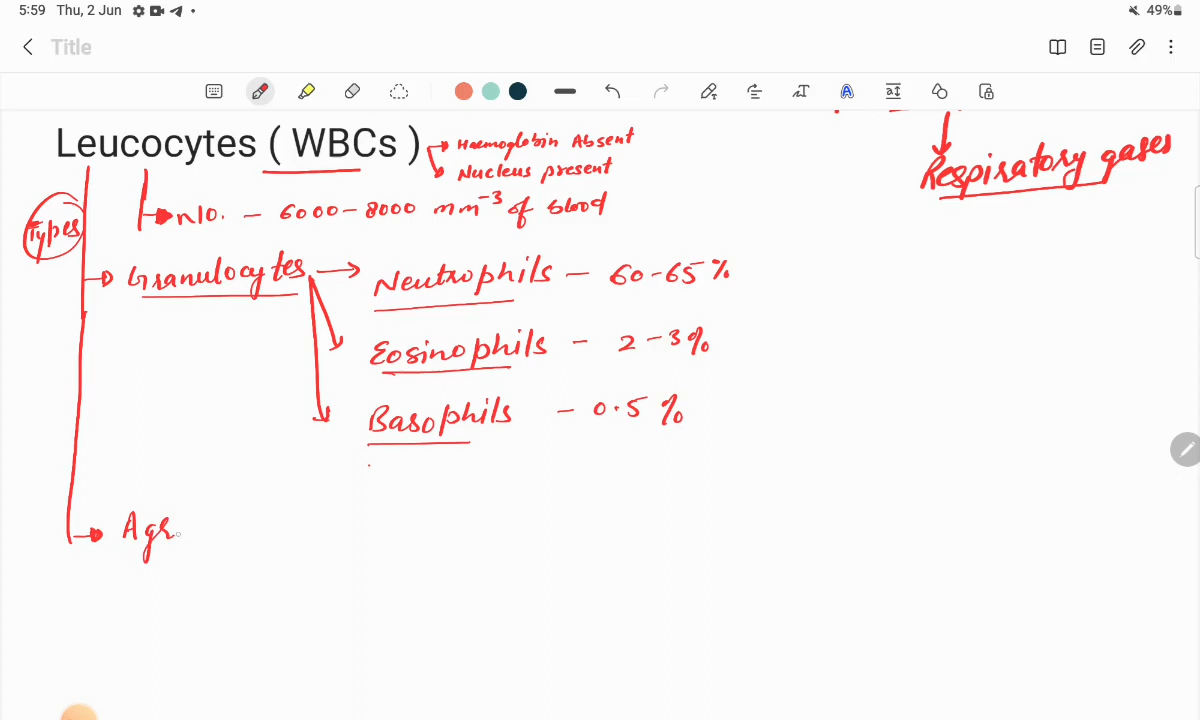 5:59 Thu, 2 Jun 49%
Title
Leucocytes ( WBCs )
Haemoglobin Absent
Nucleus present
Respiratory gases
Types
n10. – 6000–8000 mm⁻³ of blood
Granulocytes → Neutrophils – 60-65 %
Eosinophils – 2-3%
Basophils – 0.5 %
Agr